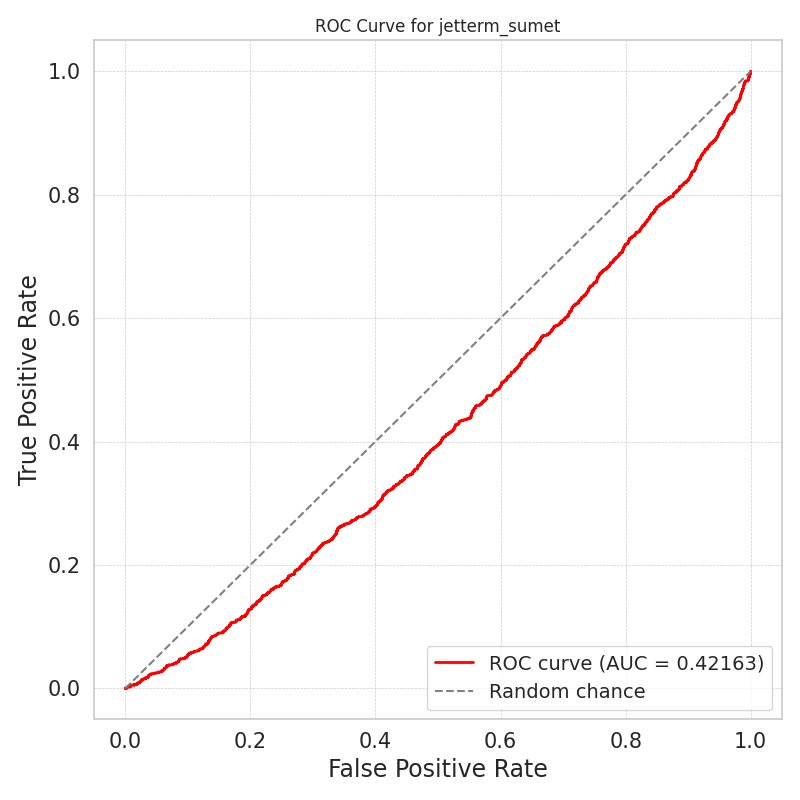 ROC Curve for jetterm_sumet
1.0
0.8
0.6
0.4
0.2
0.0
True Positive Rate
ROC curve (AUC = 0.42163)
Random chance
0.0 0.2 0.4 0.6 0.8 1.0
False Positive Rate